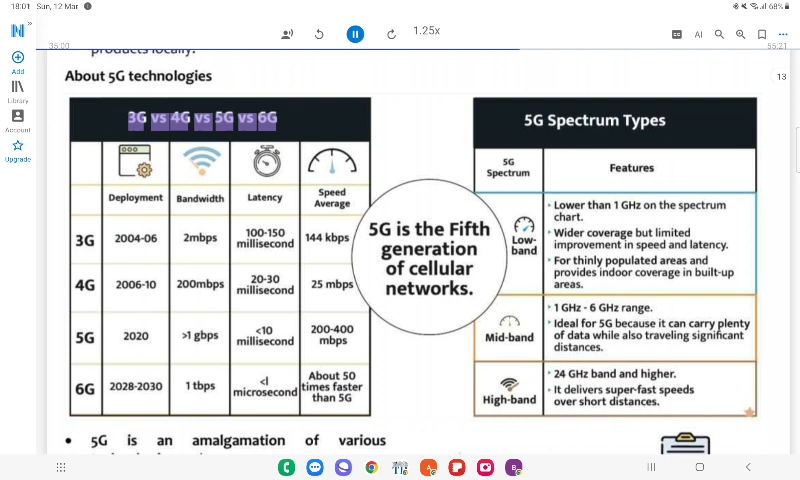 18:01 Sun, 12 Mar
68%
N
»
Add
Library
Account
Upgrade
1.25x
AI
35:00
55:21
products locally.
About 5G technologies
13
3G vs 4G vs 5G vs 6G
Deployment Bandwidth Latency Speed Average
3G 2004-06 2mbps 100-150 millisecond 144 kbps
4G 2006-10 200mbps 20-30 millisecond 25 mbps
5G 2020 >1 gbps <10 millisecond 200-400 mbps
6G 2028-2030 1 tbps <1 microsecond About 50 times faster than 5G
5G is the Fifth
generation
of cellular
networks.
5G Spectrum Types
5G Spectrum Features
Low-band
• Lower than 1 GHz on the spectrum
chart.
• Wider coverage but limited
improvement in speed and latency.
• For thinly populated areas and
provides indoor coverage in built-up
areas.
Mid-band
• 1 GHz - 6 GHz range.
• Ideal for 5G because it can carry plenty
of data while also traveling significant
distances.
High-band
• 24 GHz band and higher.
• It delivers super-fast speeds
over short distances.
• 5G is an amalgamation of various